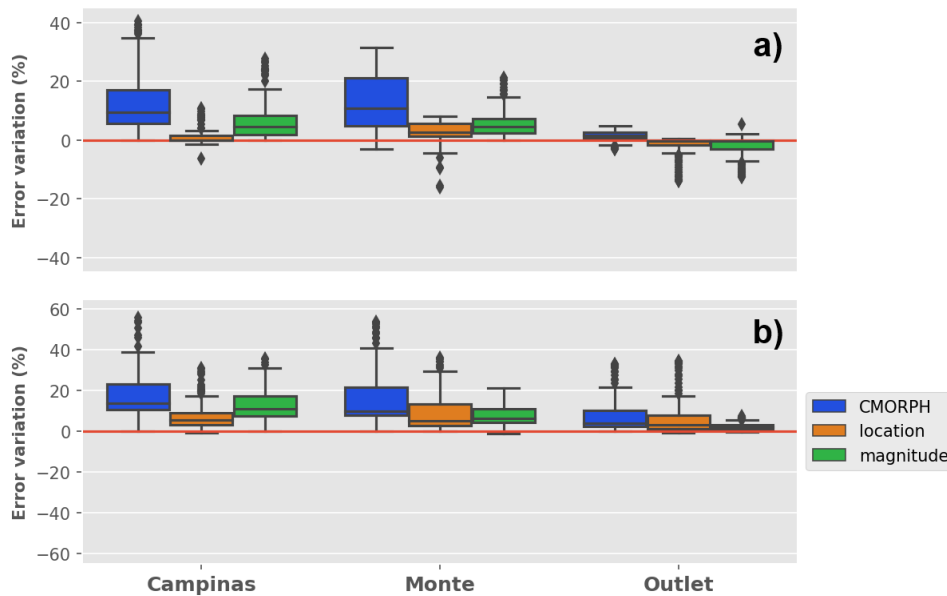 a)
Error variation (%)
40
20
0
−20
−40
b)
Error variation (%)
60
40
20
0
−20
−40
−60
Campinas Monte Outlet
CMORPH
location
magnitude